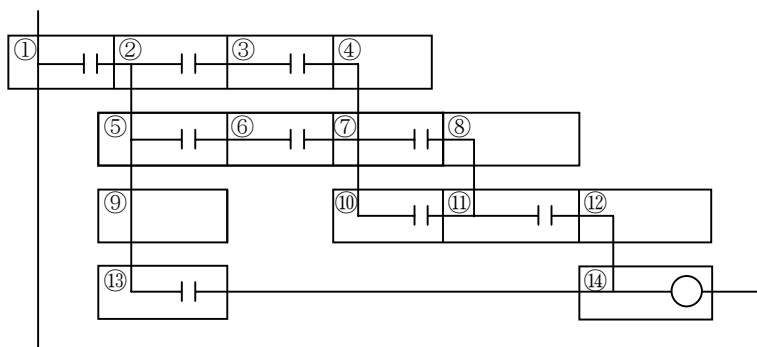 ① ② ③ ④
⑤ ⑥ ⑦ ⑧
⑨ ⑩ ⑪ ⑫
⑬ ⑭